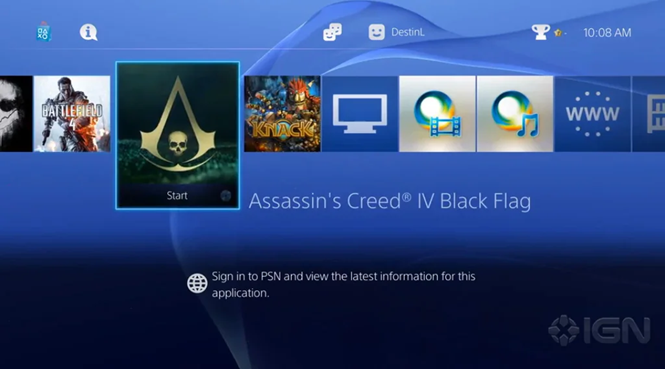 DestinL
10:08 AM
BATTLEFIELD
4
KNACK
WWW
Start
Assassin's Creed® IV Black Flag
Sign in to PSN and view the latest information for this
application.
IGN